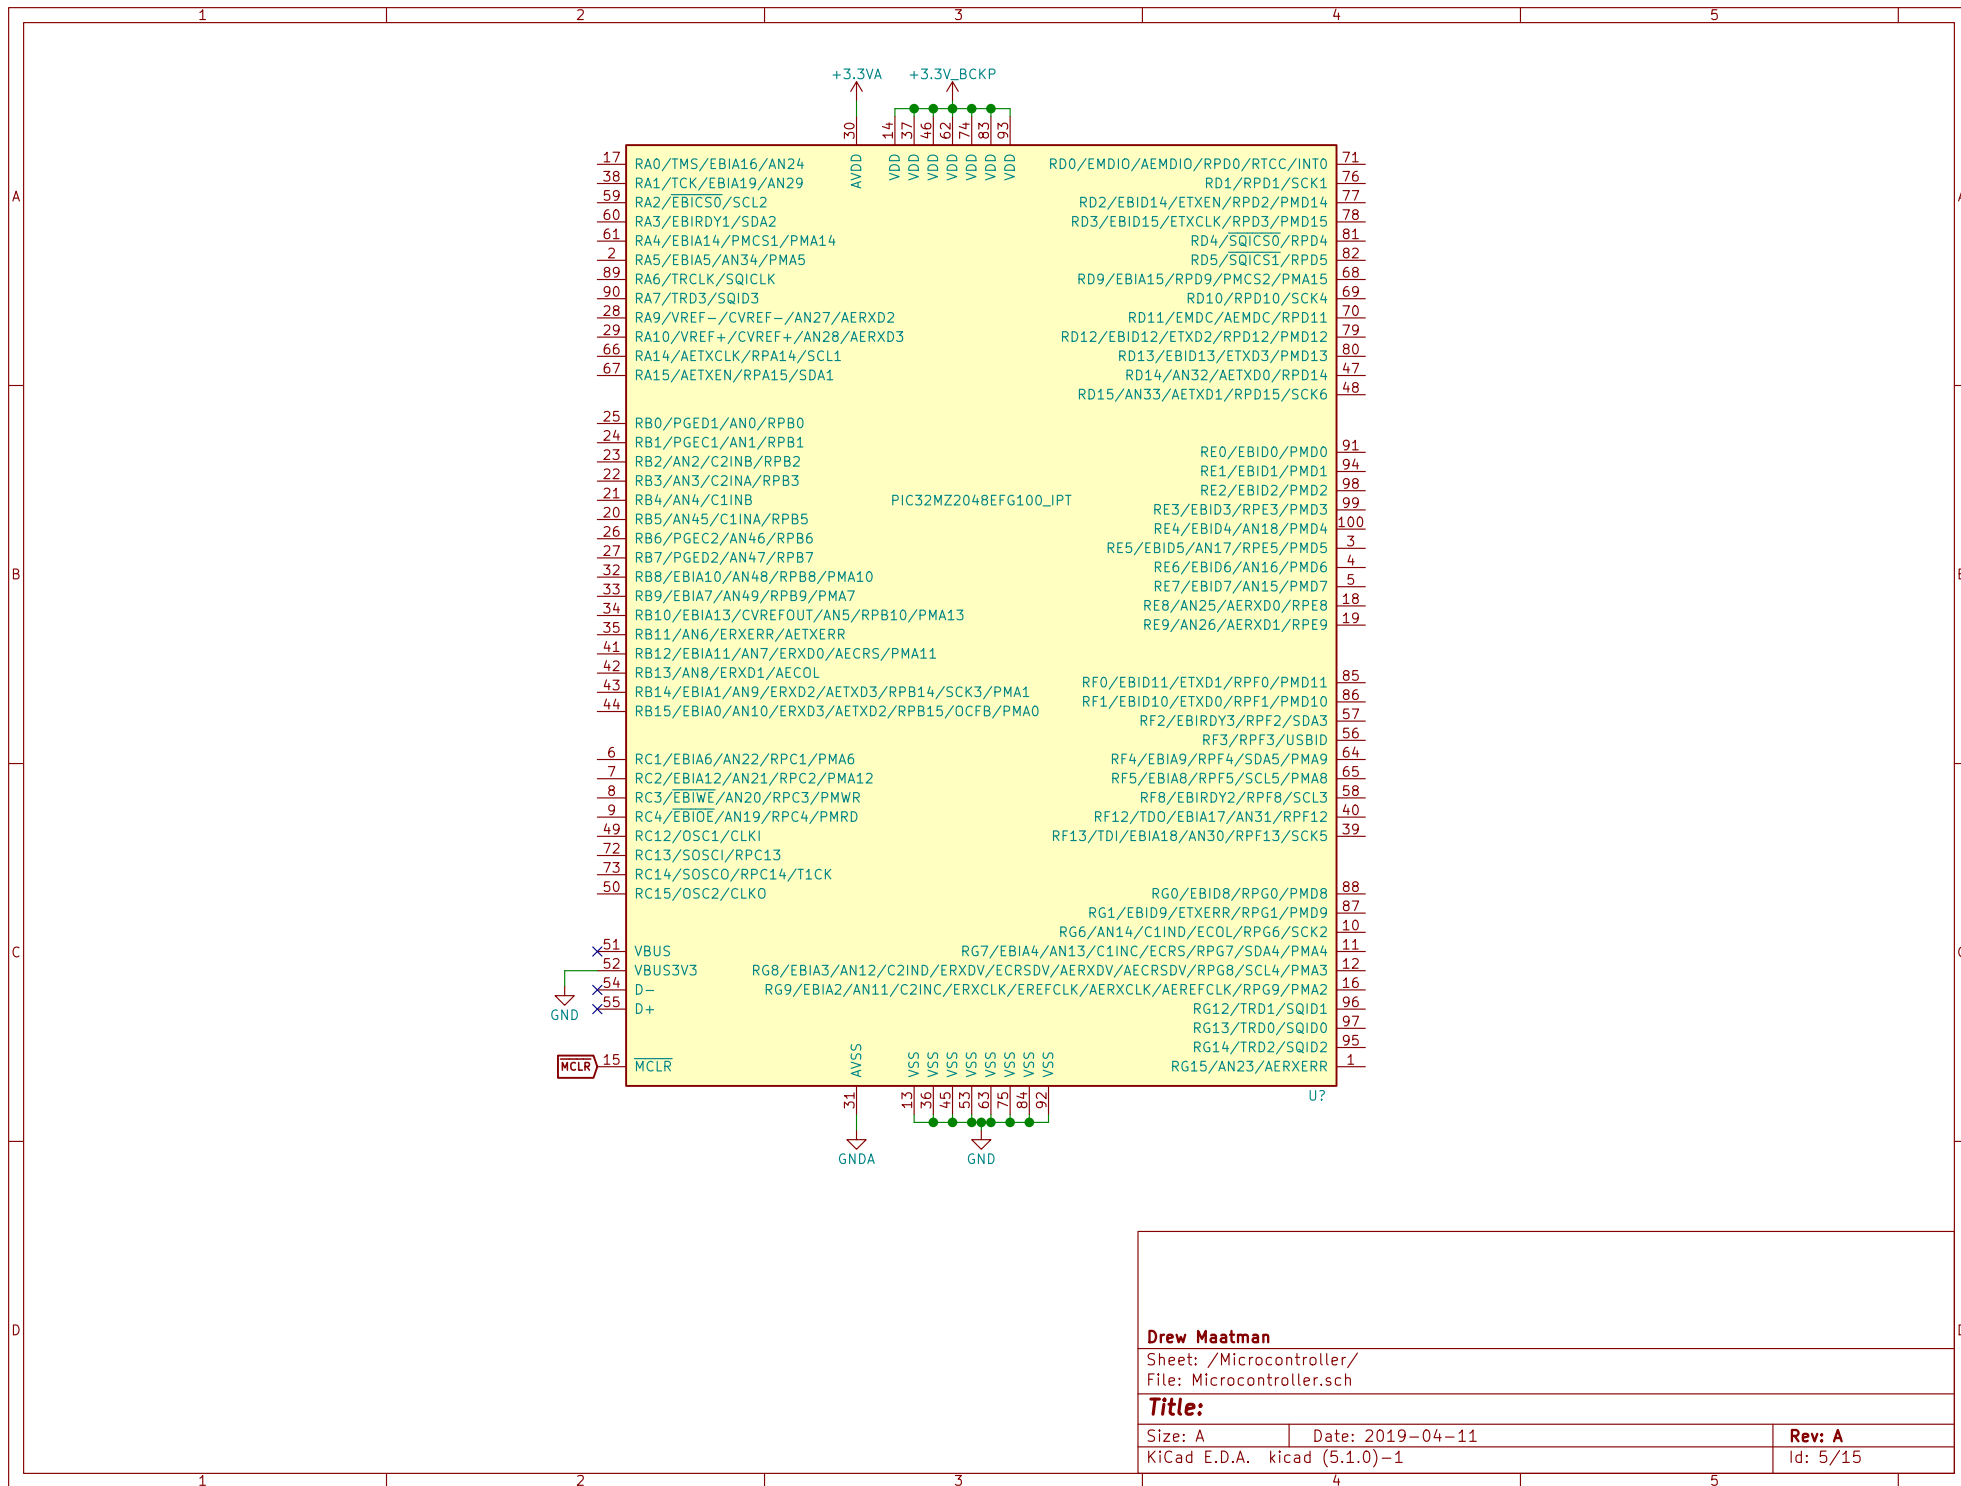 1 2 3 4 5
+3.3VA +3.3V_BCKP
30 14 37 46 62 74 83 93
AVDD VDD VDD VDD VDD VDD VDD VDD
17 RA0/TMS/EBIA16/AN24
38 RA1/TCK/EBIA19/AN29
59 RA2/EBICS0/SCL2
60 RA3/EBIRDY1/SDA2
61 RA4/EBIA14/PMCS1/PMA14
2 RA5/EBIA5/AN34/PMA5
89 RA6/TRCLK/SQICLK
90 RA7/TRD3/SQID3
28 RA9/VREF-/CVREF-/AN27/AERXD2
29 RA10/VREF+/CVREF+/AN28/AERXD3
66 RA14/AETXCLK/RPA14/SCL1
67 RA15/AETXEN/RPA15/SDA1
25 RB0/PGED1/AN0/RPB0
24 RB1/PGEC1/AN1/RPB1
23 RB2/AN2/C2INB/RPB2
22 RB3/AN3/C2INA/RPB3
21 RB4/AN4/C1INB
20 RB5/AN45/C1INA/RPB5
26 RB6/PGEC2/AN46/RPB6
27 RB7/PGED2/AN47/RPB7
32 RB8/EBIA10/AN48/RPB8/PMA10
33 RB9/EBIA7/AN49/RPB9/PMA7
34 RB10/EBIA13/CVREFOUT/AN5/RPB10/PMA13
35 RB11/AN6/ERXERR/AETXERR
41 RB12/EBIA11/AN7/ERXD0/AECRS/PMA11
42 RB13/AN8/ERXD1/AECOL
43 RB14/EBIA1/AN9/ERXD2/AETXD3/RPB14/SCK3/PMA1
44 RB15/EBIA0/AN10/ERXD3/AETXD2/RPB15/OCFB/PMA0
6 RC1/EBIA6/AN22/RPC1/PMA6
7 RC2/EBIA12/AN21/RPC2/PMA12
8 RC3/EBIWE/AN20/RPC3/PMWR
9 RC4/EBIOE/AN19/RPC4/PMRD
49 RC12/OSC1/CLKI
72 RC13/SOSCI/RPC13
73 RC14/SOSCO/RPC14/T1CK
50 RC15/OSC2/CLKO
51 VBUS
52 VBUS3V3
54 D-
55 D+
GND
MCLR 15 MCLR
PIC32MZ2048EFG100_IPT
RD0/EMDIO/AEMDIO/RPD0/RTCC/INT0 71
RD1/RPD1/SCK1 76
RD2/EBID14/ETXEN/RPD2/PMD14 77
RD3/EBID15/ETXCLK/RPD3/PMD15 78
RD4/SQICS0/RPD4 81
RD5/SQICS1/RPD5 82
RD9/EBIA15/RPD9/PMCS2/PMA15 68
RD10/RPD10/SCK4 69
RD11/EMDC/AEMDC/RPD11 70
RD12/EBID12/ETXD2/RPD12/PMD12 79
RD13/EBID13/ETXD3/PMD13 80
RD14/AN32/AETXD0/RPD14 47
RD15/AN33/AETXD1/RPD15/SCK6 48
RE0/EBID0/PMD0 91
RE1/EBID1/PMD1 94
RE2/EBID2/PMD2 98
RE3/EBID3/RPE3/PMD3 99
RE4/EBID4/AN18/PMD4 100
RE5/EBID5/AN17/RPE5/PMD5 3
RE6/EBID6/AN16/PMD6 4
RE7/EBID7/AN15/PMD7 5
RE8/AN25/AERXD0/RPE8 18
RE9/AN26/AERXD1/RPE9 19
RF0/EBID11/ETXD1/RPF0/PMD11 85
RF1/EBID10/ETXD0/RPF1/PMD10 86
RF2/EBIRDY3/RPF2/SDA3 57
RF3/RPF3/USBID 56
RF4/EBIA9/RPF4/SDA5/PMA9 64
RF5/EBIA8/RPF5/SCL5/PMA8 65
RF8/EBIRDY2/RPF8/SCL3 58
RF12/TDO/EBIA17/AN31/RPF12 40
RF13/TDI/EBIA18/AN30/RPF13/SCK5 39
RG0/EBID8/RPG0/PMD8 88
RG1/EBID9/ETXERR/RPG1/PMD9 87
RG6/AN14/C1IND/ECOL/RPG6/SCK2 10
RG7/EBIA4/AN13/C1INC/ECRS/RPG7/SDA4/PMA4 11
RG8/EBIA3/AN12/C2IND/ERXDV/ECRSDV/AERXDV/AECRSDV/RPG8/SCL4/PMA3 12
RG9/EBIA2/AN11/C2INC/ERXCLK/EREFCLK/AERXCLK/AEREFCLK/RPG9/PMA2 16
RG12/TRD1/SQID1 96
RG13/TRD0/SQID0 97
RG14/TRD2/SQID2 95
RG15/AN23/AERXERR 1
AVSS VSS VSS VSS VSS VSS VSS VSS VSS
U?
31 13 36 45 53 63 75 84 92
GNDA GND
A
B
C
D
Drew Maatman
Sheet: /Microcontroller/
File: Microcontroller.sch
Title:
Size: A Date: 2019-04-11 Rev: A
KiCad E.D.A. kicad (5.1.0)-1 Id: 5/15
1 2 3 4 5